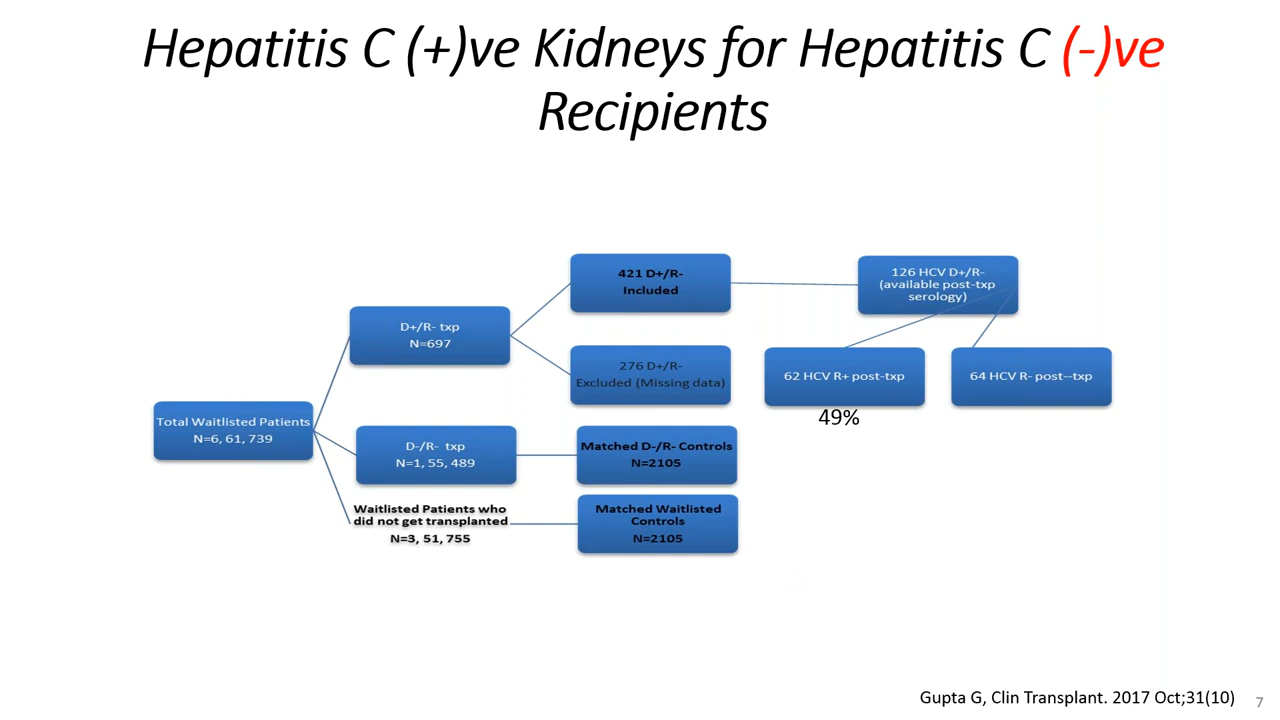 Hepatitis C (+)ve Kidneys for Hepatitis C (-)ve
Recipients
421 D+/R-
Included
126 HCV D+/R-
(available post-txp
serology)
D+/R- txp
N=697
276 D+/R-
Excluded (Missing data)
62 HCV R+ post-txp
64 HCV R- post--txp
49%
Total Waitlisted Patients
N=6, 61, 739
D-/R- txp
N=1, 55, 489
Matched D-/R- Controls
N=2105
Waitlisted Patients who
did not get transplanted
N=3, 51, 755
Matched Waitlisted
Controls
N=2105
Gupta G, Clin Transplant. 2017 Oct;31(10)
7